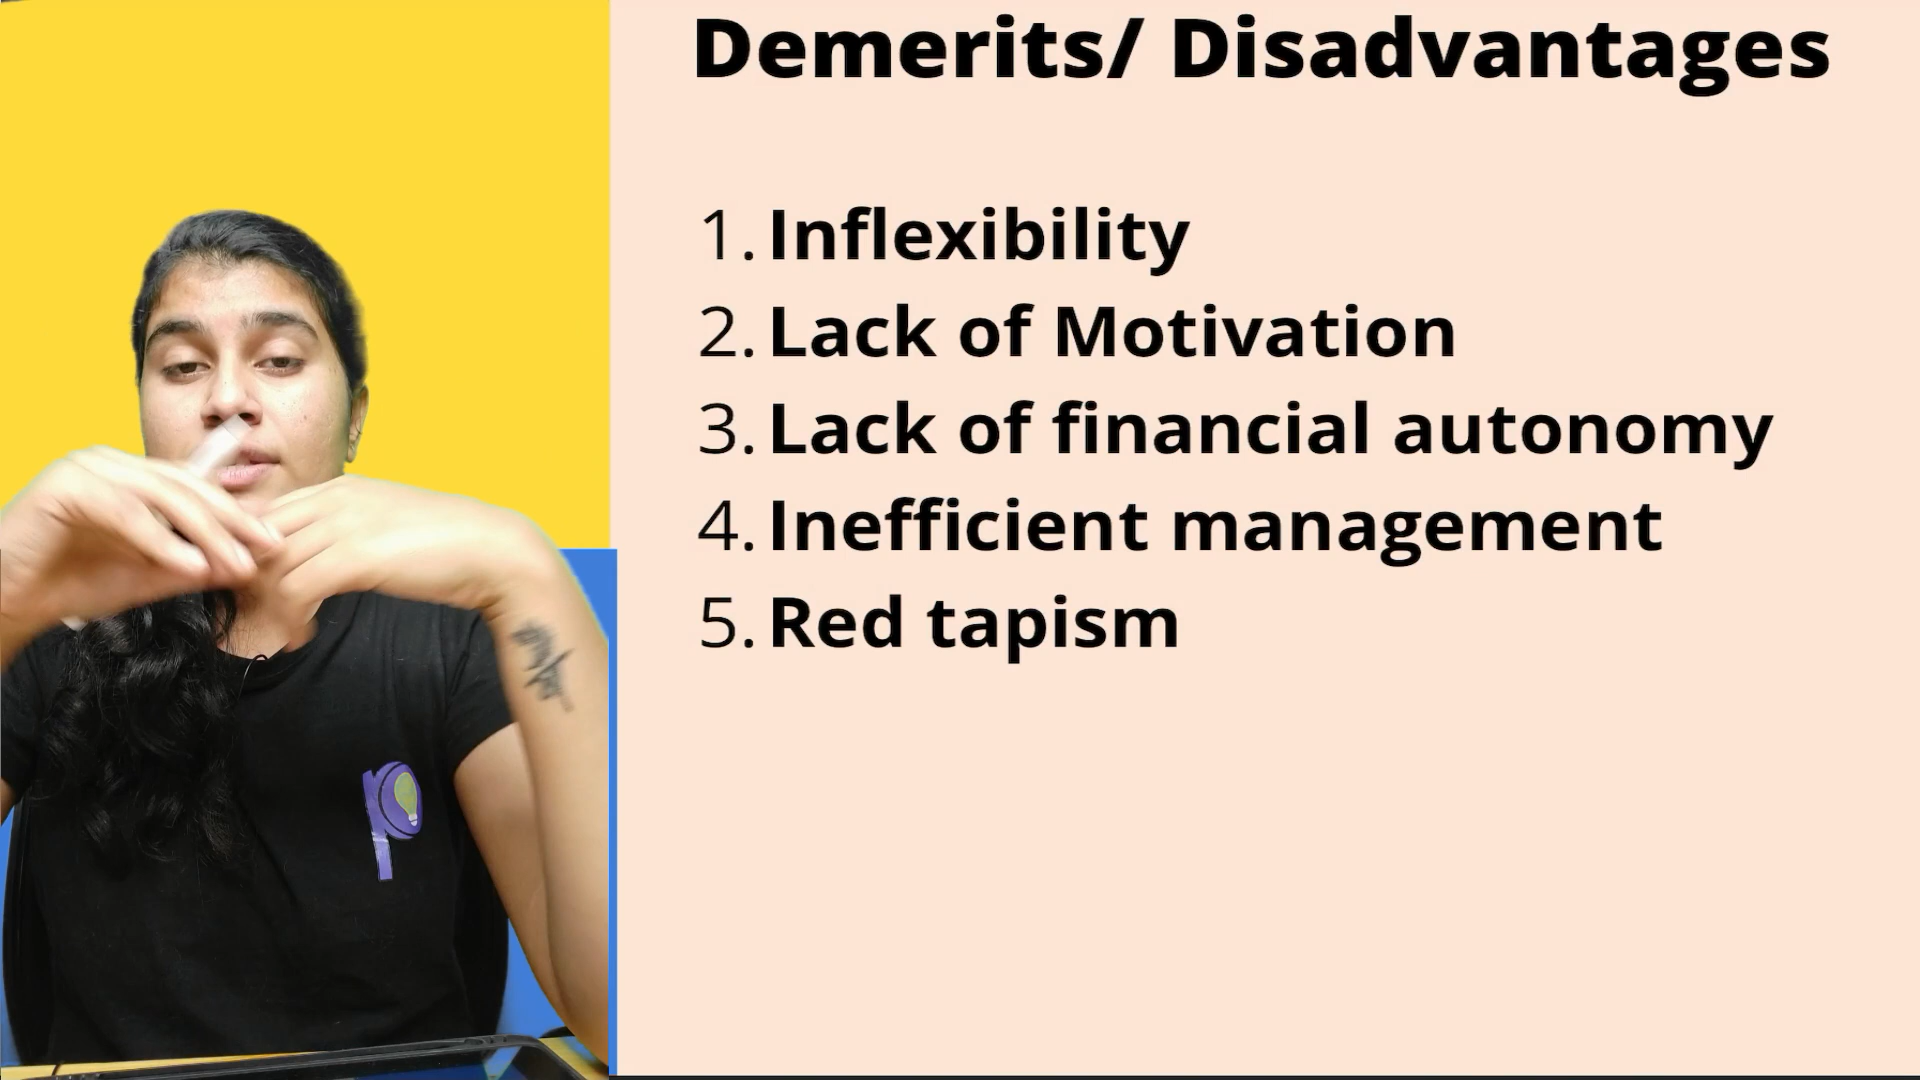 Demerits/ Disadvantages
1. Inflexibility
2. Lack of Motivation
3. Lack of financial autonomy
4. Inefficient management
5. Red tapism